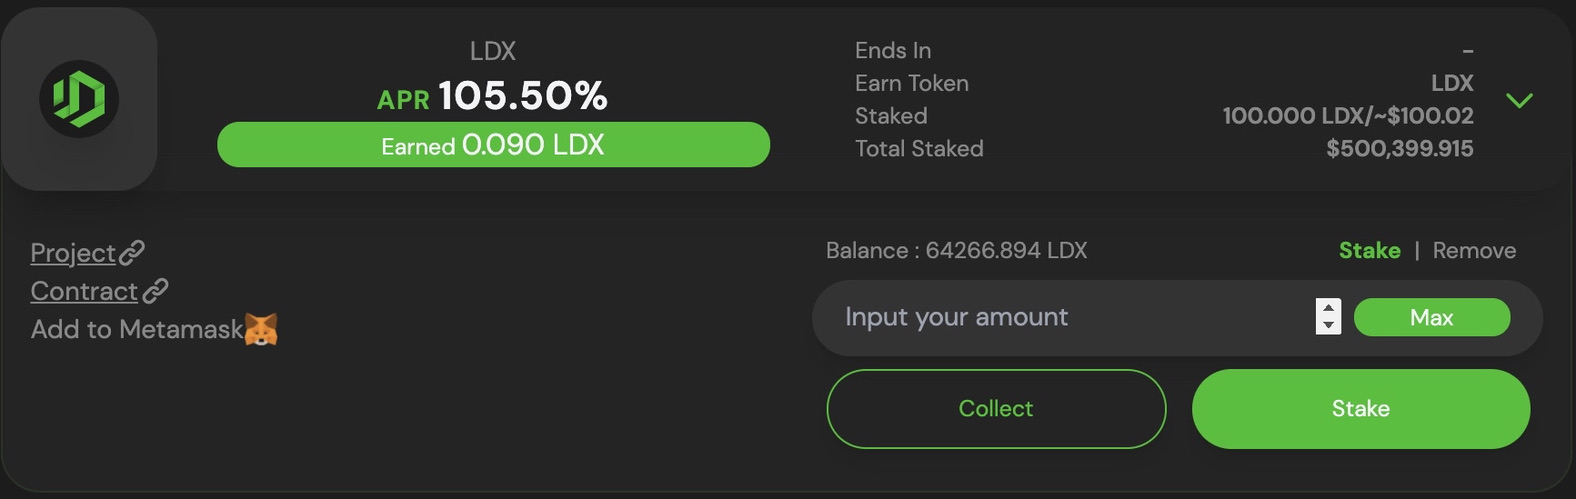 LDX
APR 105.50%
Earned 0.090 LDX
Ends In –
Earn Token LDX
Staked 100.000 LDX/~$100.02
Total Staked $500,399.915
Project
Contract
Add to Metamask
Balance : 64266.894 LDX
Stake | Remove
Input your amount
Max
Collect
Stake